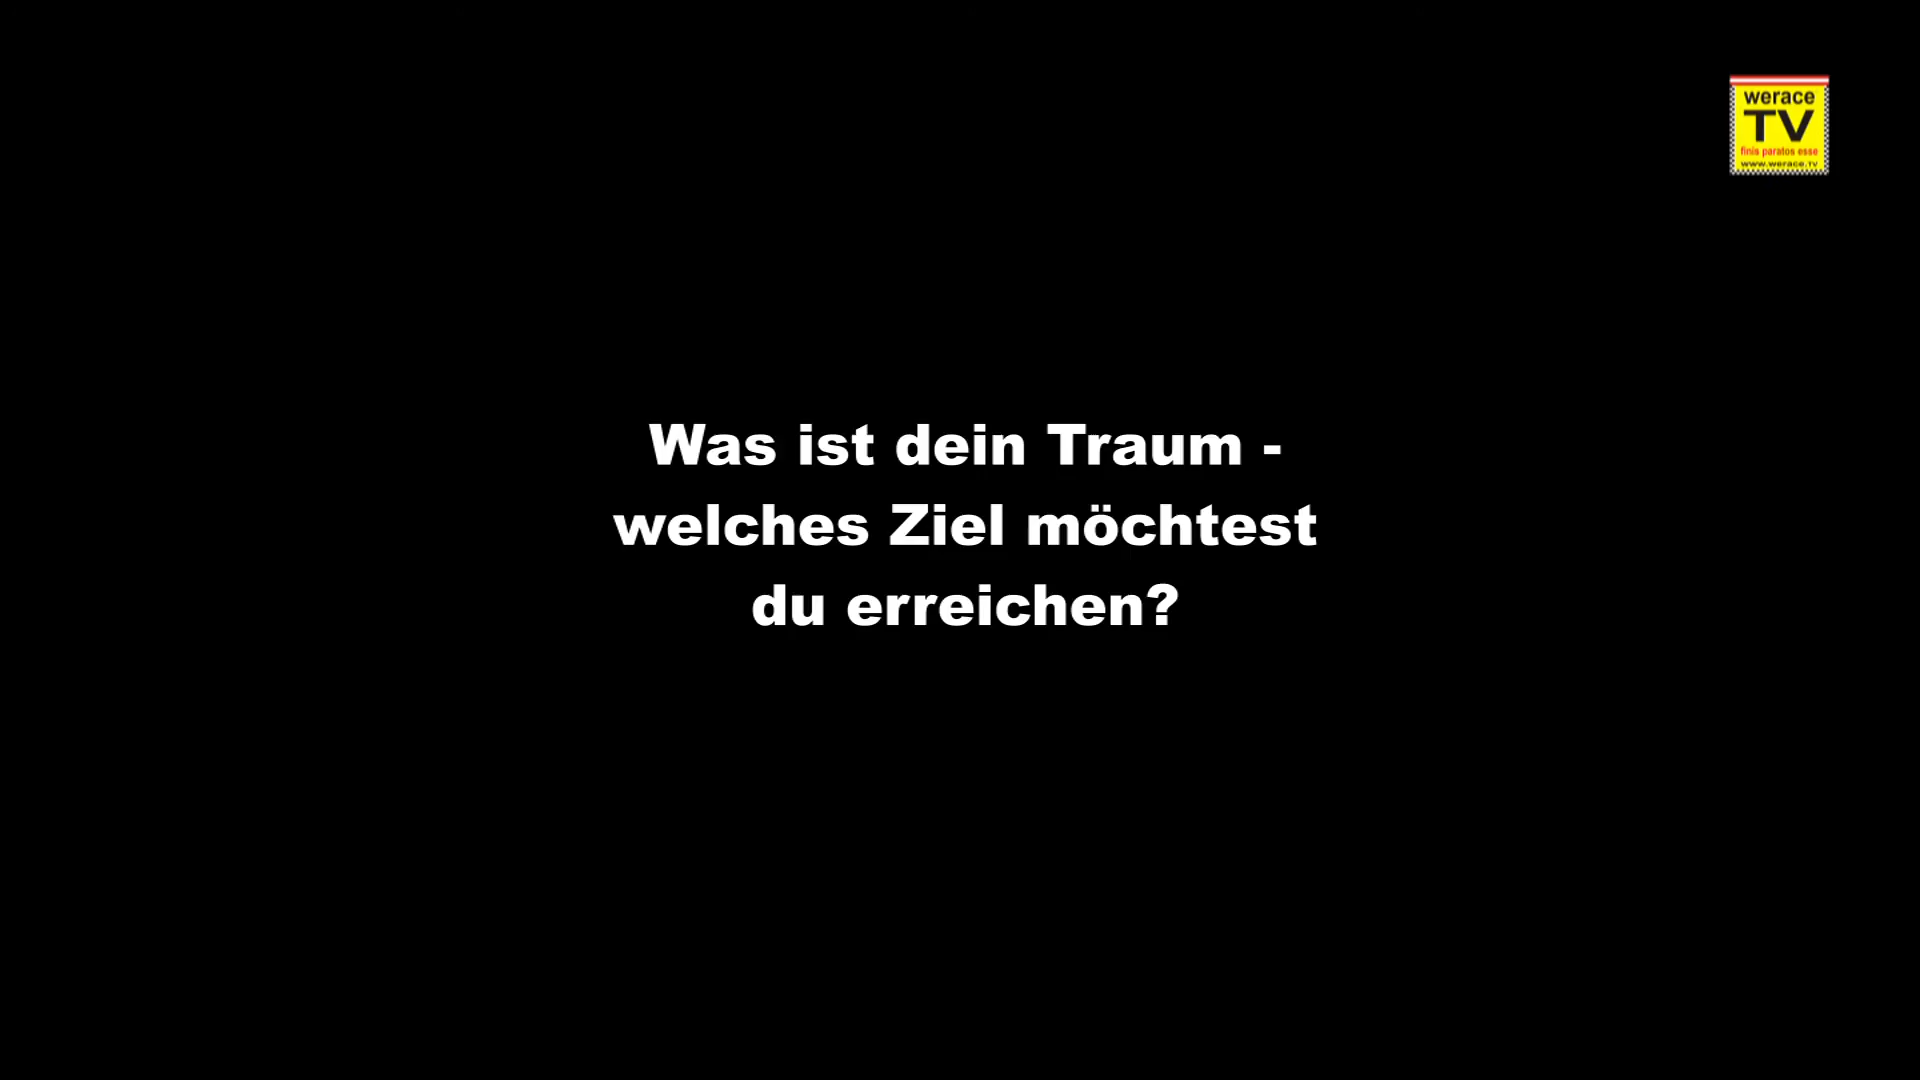 werace
TV
finis paratos esse
www.werace.tv
Was ist dein Traum -
welches Ziel möchtest
du erreichen?